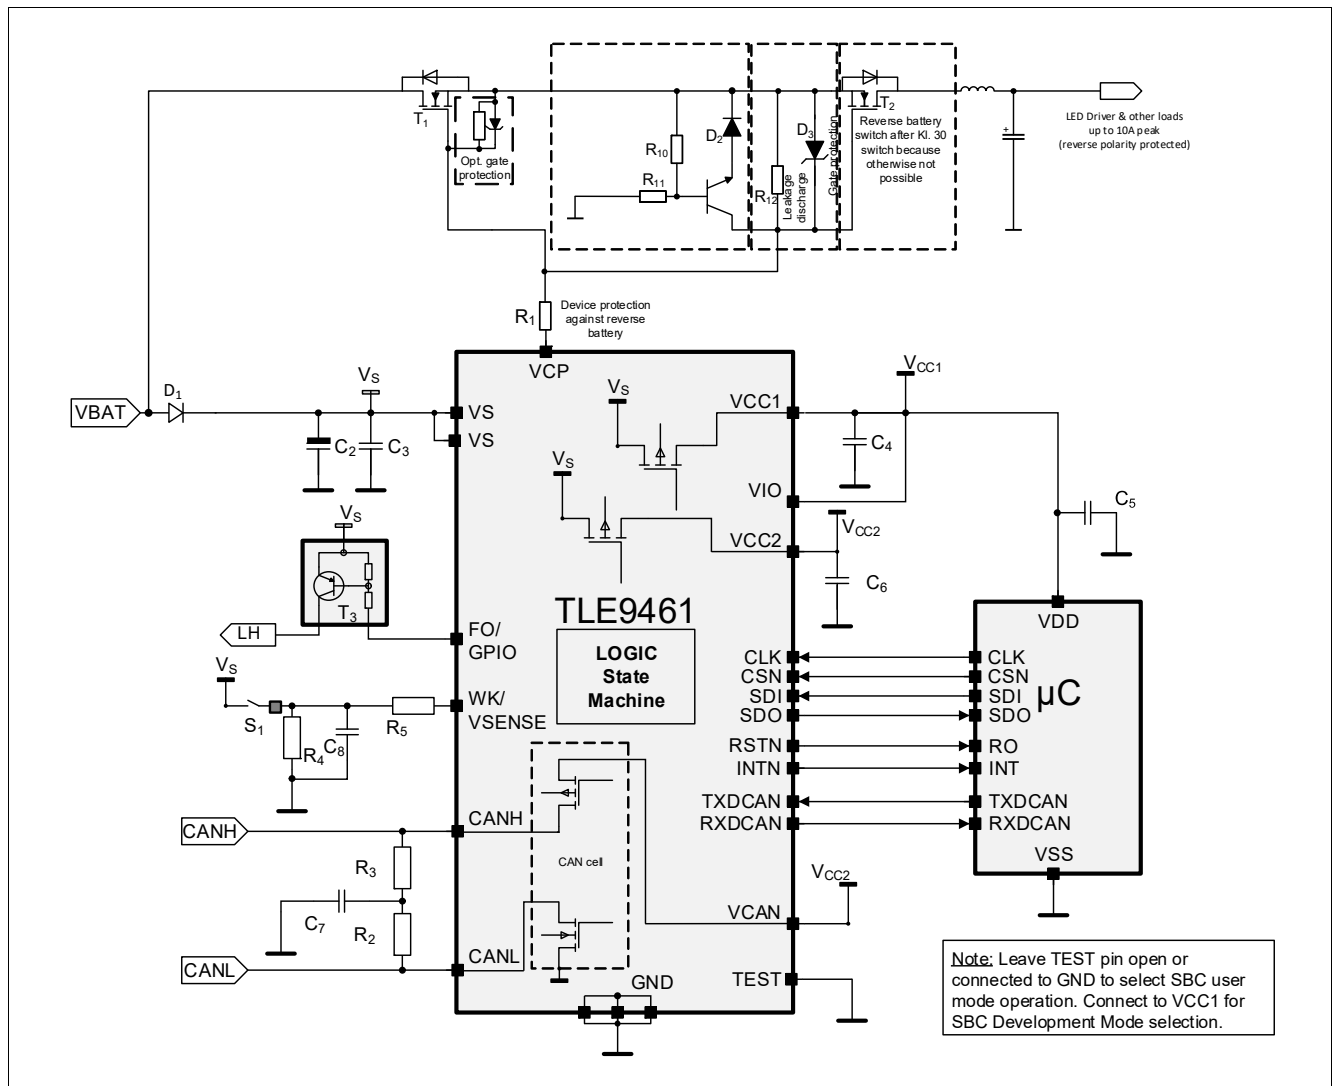 T1
Opt. gate
protection
R10
R11
D2
R12
Leakage
discharge
D3
Gate protection
T2
Reverse battery
switch after Kl. 30
switch because
otherwise not
possible
+
LED Driver & other loads
up to 10A peak
(reverse polarity protected)
R1
Device protection
against reverse
battery
VCP
VBAT
D1
VS
C2
C3
VS
VS
VS
VS
VCC1
VCC1
C4
VIO
VCC2
VCC2
C6
C5
VS
T3
LH
FO/
GPIO
TLE9461
LOGIC
State
Machine
VS
S1
R4
C8
R5
WK/
VSENSE
CLK
CSN
SDI
SDO
RSTN
INTN
TXDCAN
RXDCAN
VDD
CLK
CSN
SDI
SDO
µC
RO
INT
TXDCAN
RXDCAN
VSS
CANH
CANH
R3
C7
R2
CANL
CANL
CAN cell
VCC2
VCAN
GND
TEST
Note: Leave TEST pin open or
connected to GND to select SBC user
mode operation. Connect to VCC1 for
SBC Development Mode selection.